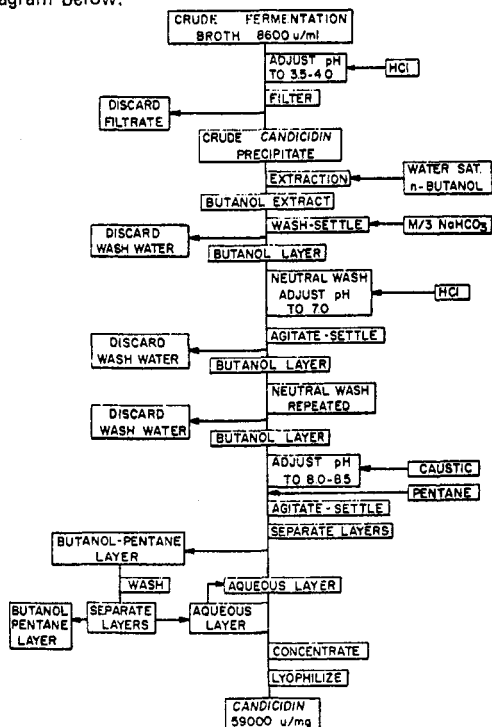 agram below:
CRUDE FERMENTATION
BROTH 8600 u/ml
ADJUST pH
TO 3.5-4.0
HCl
FILTER
DISCARD
FILTRATE
CRUDE CANDICIDIN
PRECIPITATE
EXTRACTION
WATER SAT.
n-BUTANOL
BUTANOL EXTRACT
WASH-SETTLE
M/3 NaHCO3
DISCARD
WASH WATER
BUTANOL LAYER
NEUTRAL WASH
ADJUST pH
TO 7.0
HCl
AGITATE-SETTLE
DISCARD
WASH WATER
BUTANOL LAYER
NEUTRAL WASH
REPEATED
DISCARD
WASH WATER
BUTANOL LAYER
ADJUST pH
TO 8.0-8.5
CAUSTIC
PENTANE
AGITATE-SETTLE
SEPARATE LAYERS
BUTANOL-PENTANE
LAYER
WASH
AQUEOUS LAYER
BUTANOL
PENTANE
LAYER
SEPARATE
LAYERS
AQUEOUS
LAYER
CONCENTRATE
LYOPHILIZE
CANDICIDIN
59000 u/mg